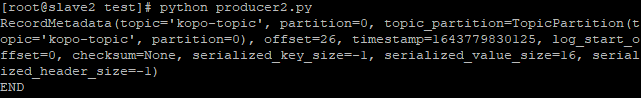 [root@slave2 test]# python producer2.py
RecordMetadata(topic='kopo-topic', partition=0, topic_partition=TopicPartition(t
opic='kopo-topic', partition=0), offset=26, timestamp=1643779830125, log_start_o
ffset=0, checksum=None, serialized_key_size=-1, serialized_value_size=16, serial
ized_header_size=-1)
END